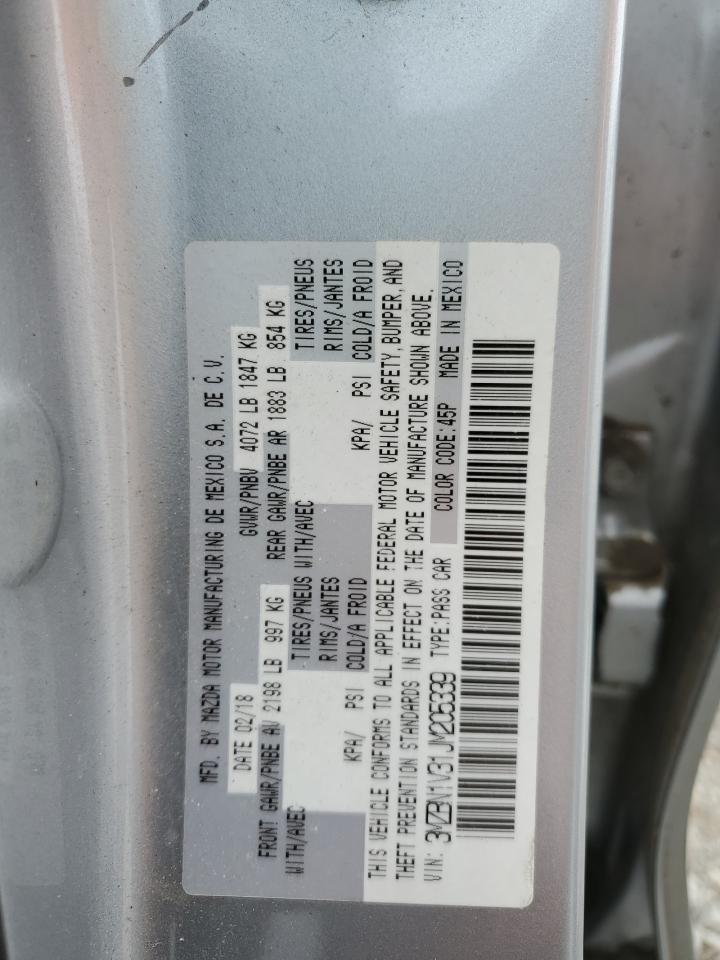 MFD. BY MAZDA MOTOR MANUFACTURING DE MEXICO S.A. DE C.V.
DATE 02/18 GVWR/PNBV 4072 LB 1847 KG
FRONT GAWR/PNBE AV 2198 LB 997 KG REAR GAWR/PNBE AR 1883 LB 854 KG
WITH/AVEC TIRES/PNEUS WITH/AVEC TIRES/PNEUS
RIMS/JANTES RIMS/JANTES
KPA/ PSI COLD/A FROID KPA/ PSI COLD/A FROID
THIS VEHICLE CONFORMS TO ALL APPLICABLE FEDERAL MOTOR VEHICLE SAFETY, BUMPER, AND
THEFT PREVENTION STANDARDS IN EFFECT ON THE DATE OF MANUFACTURE SHOWN ABOVE.
VIN: 3MZBN1V31JM205339 TYPE:PASS CAR COLOR CODE:45P MADE IN MEXICO